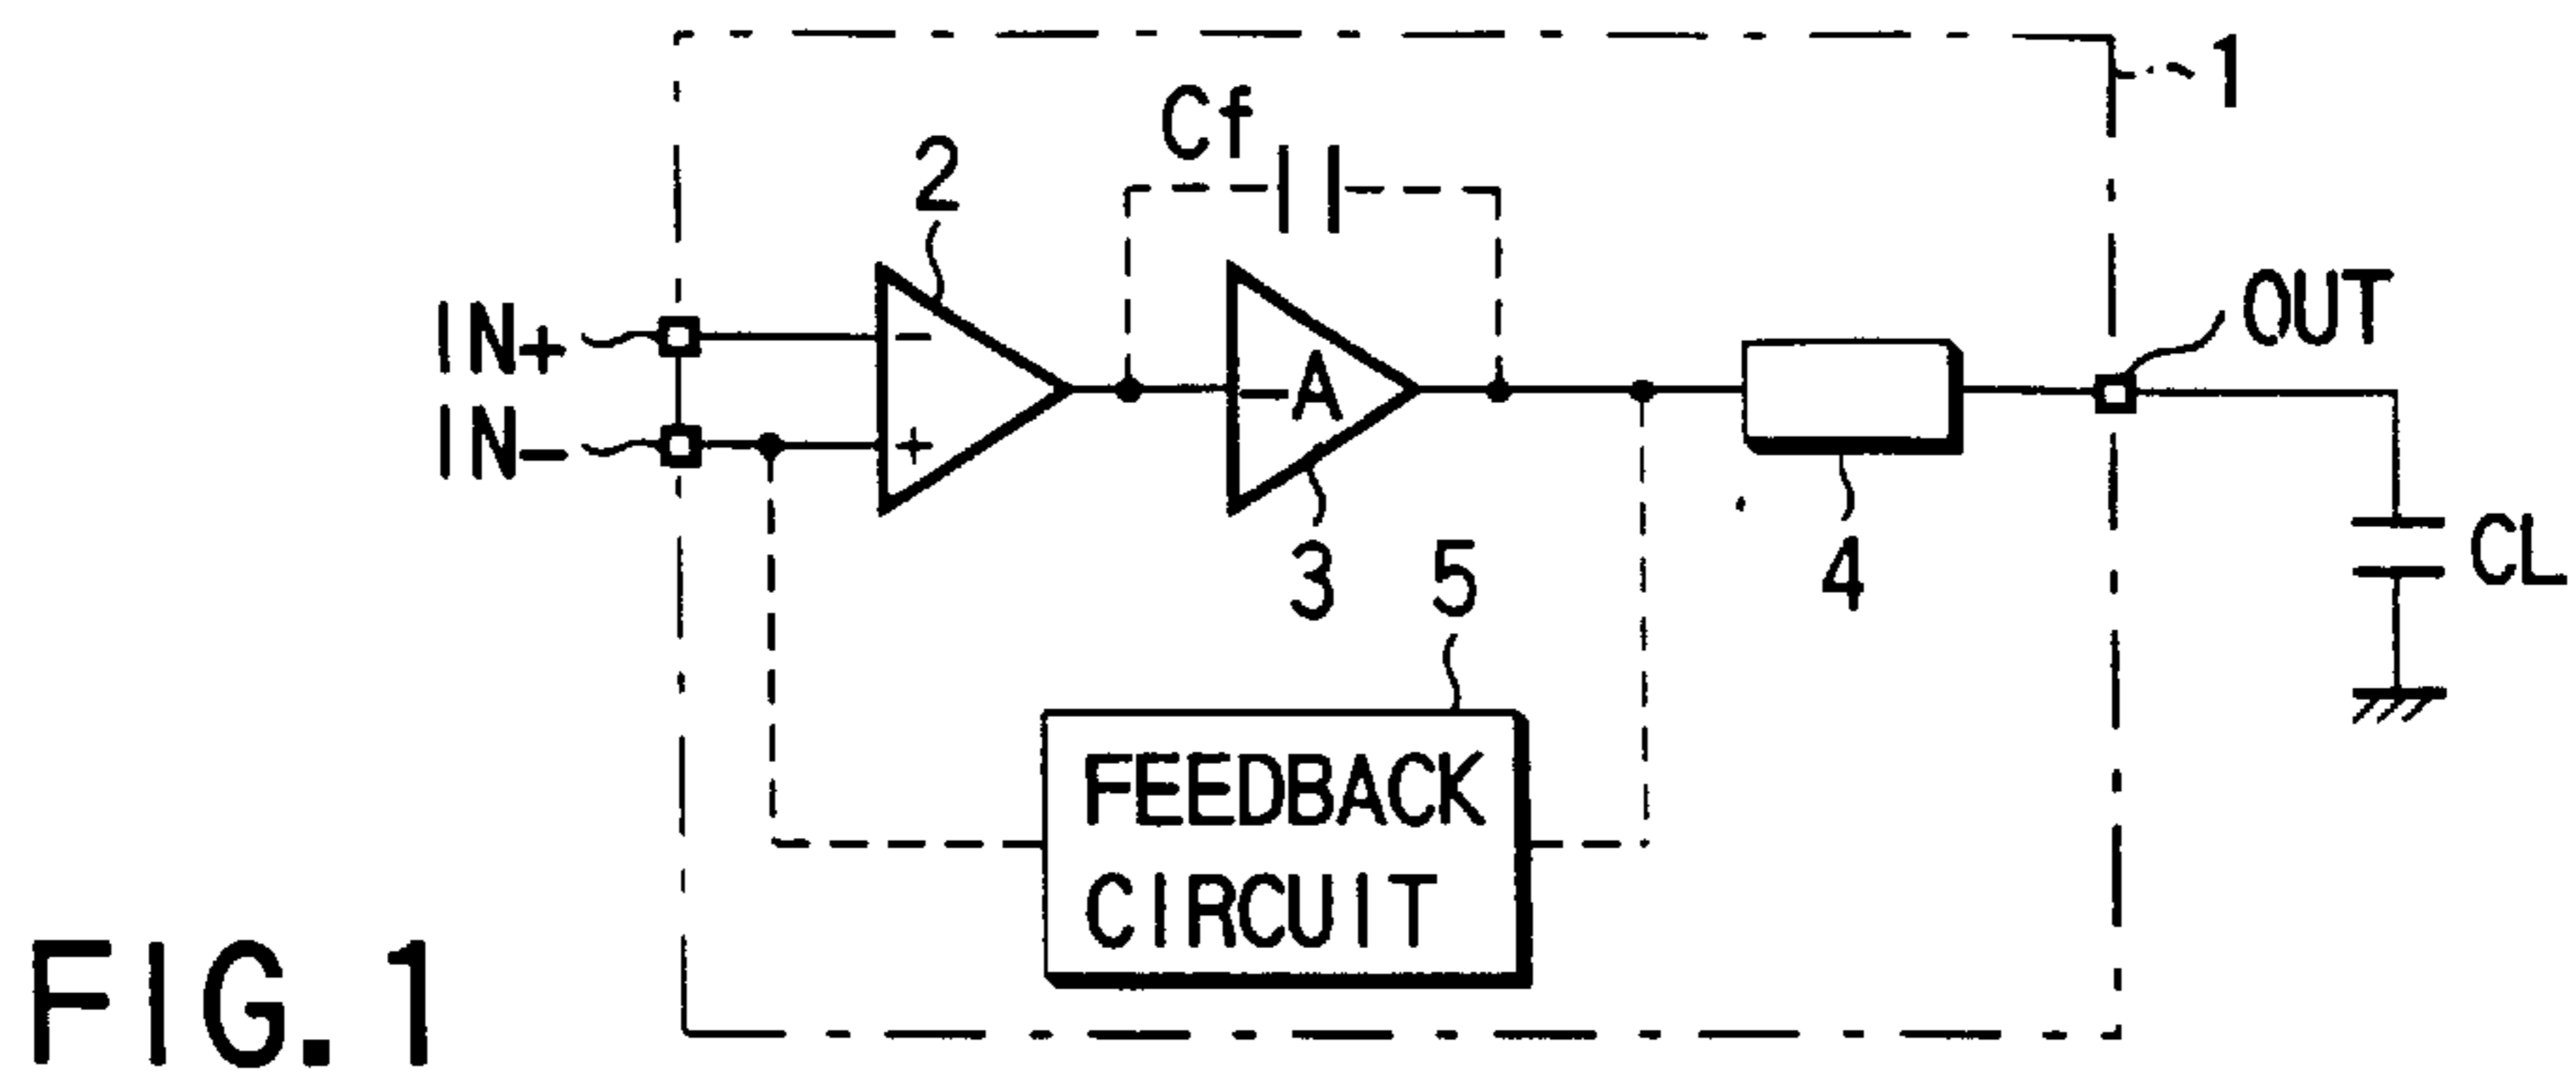 1
Cf
2
IN+
−
−A
OUT
IN−
+
3
5
4
CL
FEEDBACK
CIRCUIT
FIG. 1